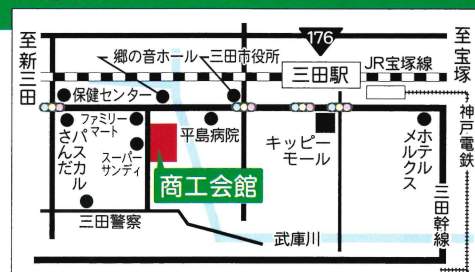 至新三田
郷の音ホール
三田市役所
176
三田駅
JR宝塚線
至宝塚
神戸電鉄
保健センター
ファミリーマート
パスカルさんだ
スーパーサンディ
平島病院
キッピーモール
ホテルメルクス
商工会館
三田警察
武庫川
三田幹線